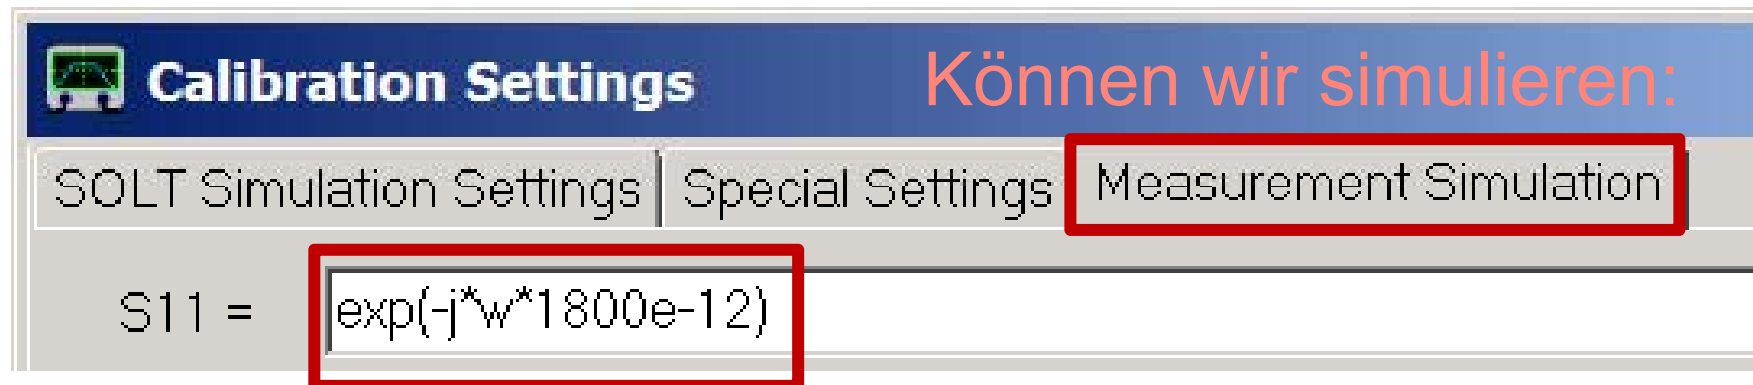 Calibration Settings Können wir simulieren:
SOLT Simulation Settings Special Settings Measurement Simulation
S11 = exp(-j*w*1800e-12)